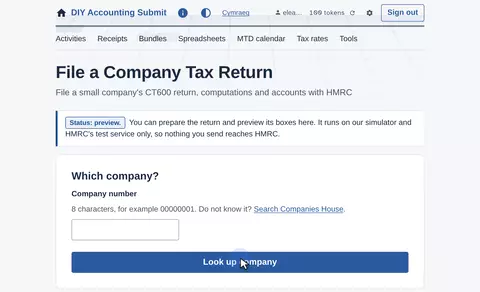 DIY Accounting Submit
Cymraeg
elea... 100 tokens
Sign out
Activities Receipts Bundles Spreadsheets MTD calendar Tax rates Tools
File a Company Tax Return
File a small company's CT600 return, computations and accounts with HMRC
Status: preview. You can prepare the return and preview its boxes here. It runs on our simulator and
HMRC's test service only, so nothing you send reaches HMRC.
Which company?
Company number
8 characters, for example 00000001. Do not know it? Search Companies House.
Look up company